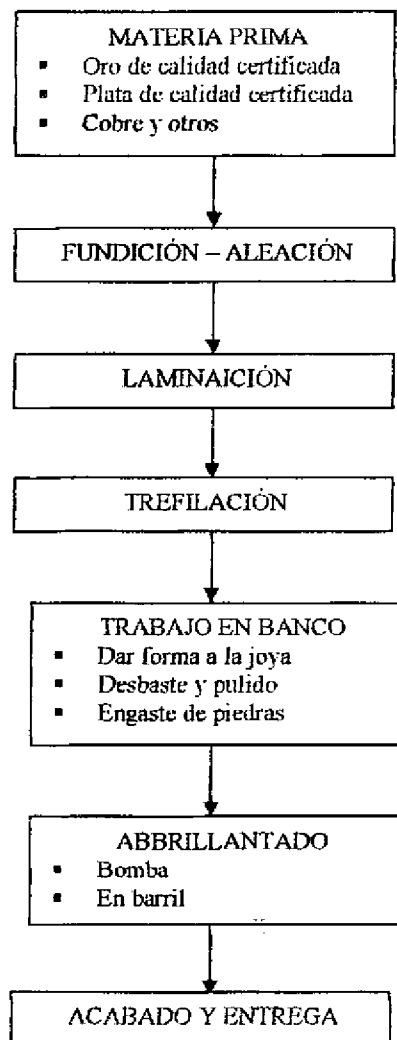 MATERIA PRIMA
▪ Oro de calidad certificada
▪ Plata de calidad certificada
▪ Cobre y otros
FUNDICIÓN – ALEACIÓN
LAMINAICIÓN
TREFILACIÓN
TRABAJO EN BANCO
▪ Dar forma a la joya
▪ Desbaste y pulido
▪ Engaste de piedras
ABBRILLANTADO
▪ Bomba
▪ En barril
ACABADO Y ENTREGA